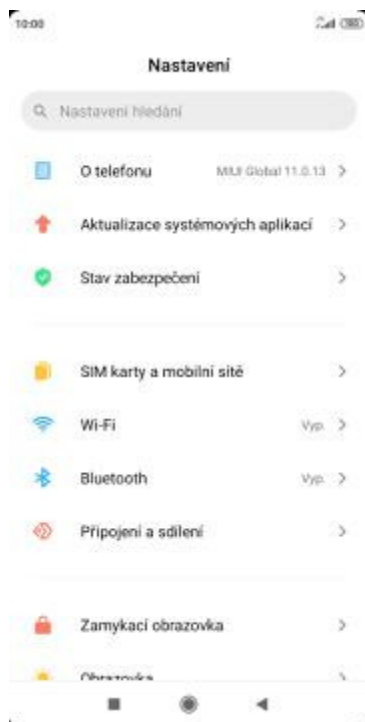 10:00
Nastavení
Nastavení hledání
O telefonu MIUI Global 11.0.13
Aktualizace systémových aplikací
Stav zabezpečení
SIM karty a mobilní sítě
Wi-Fi Vyp.
Bluetooth Vyp.
Připojení a sdílení
Zamykací obrazovka
Obrazovka